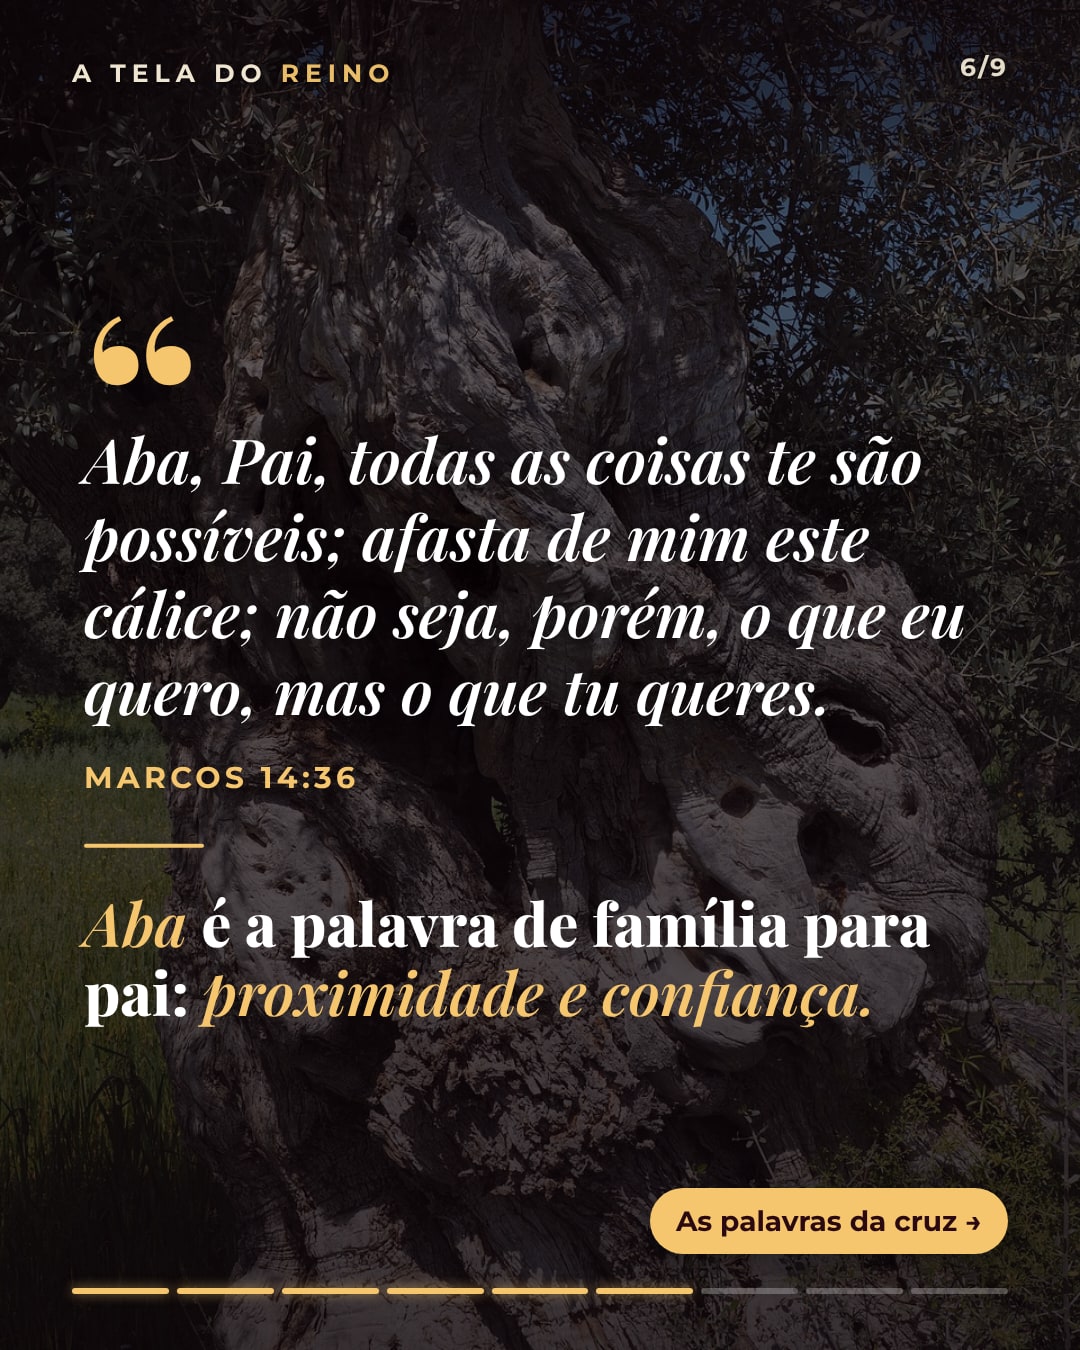 A TELA DO REINO
6/9
“
Aba, Pai, todas as coisas te são
possíveis; afasta de mim este
cálice; não seja, porém, o que eu
quero, mas o que tu queres.
MARCOS 14:36
Aba é a palavra de família para
pai: proximidade e confiança.
As palavras da cruz →